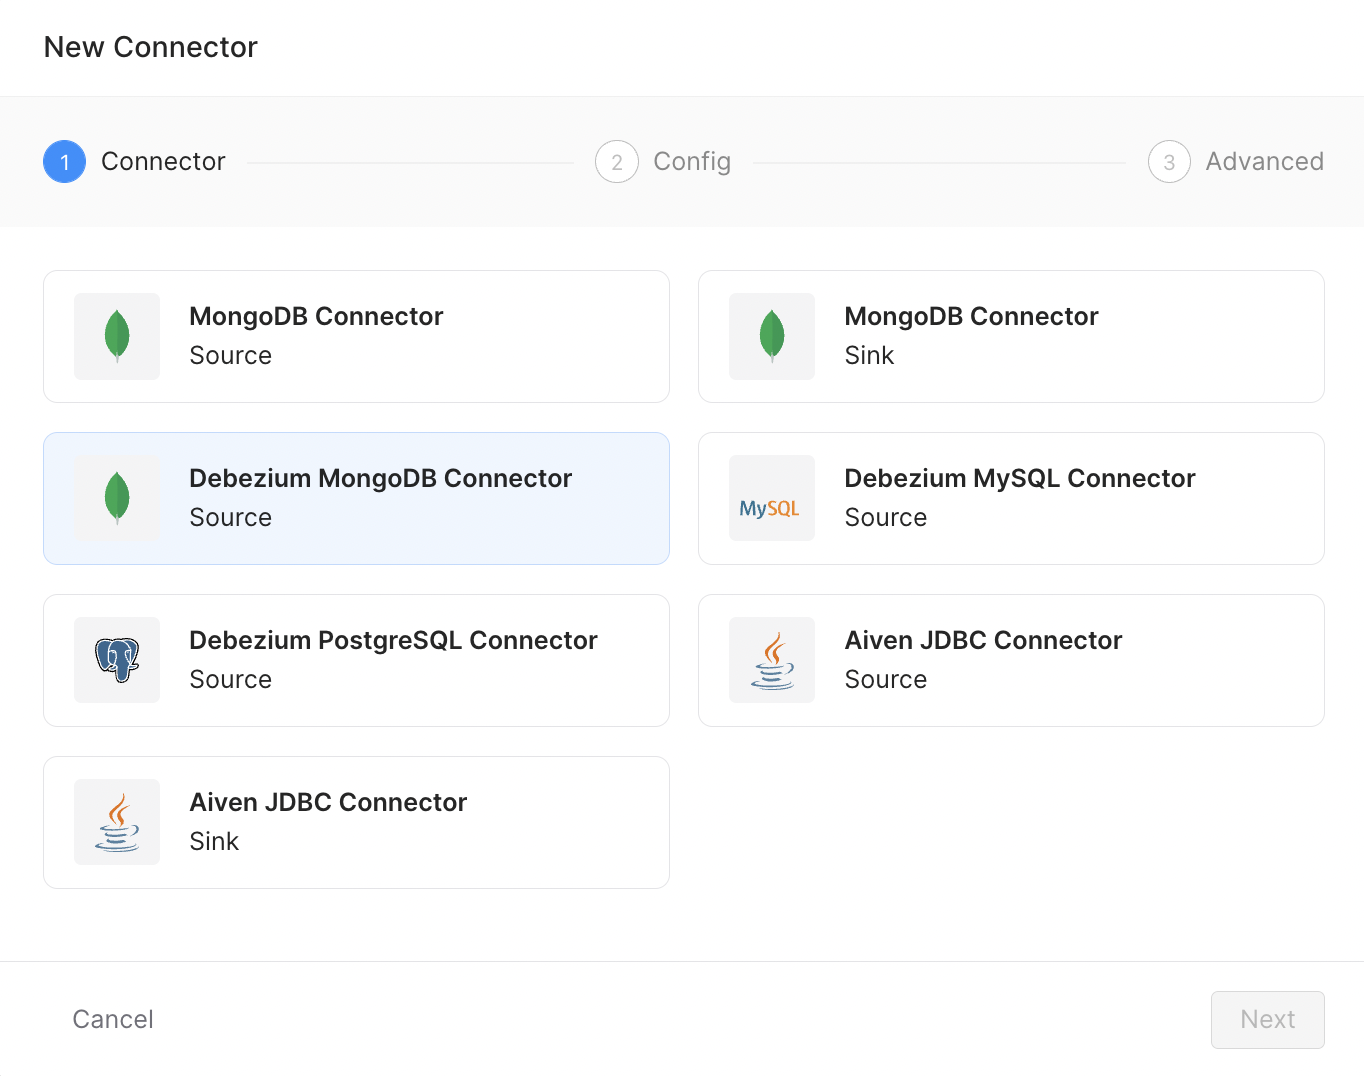 New Connector
1 Connector
2 Config
3 Advanced
MongoDB Connector
Source
MongoDB Connector
Sink
Debezium MongoDB Connector
Source
MySQL
Debezium MySQL Connector
Source
Debezium PostgreSQL Connector
Source
Aiven JDBC Connector
Source
Aiven JDBC Connector
Sink
Cancel
Next